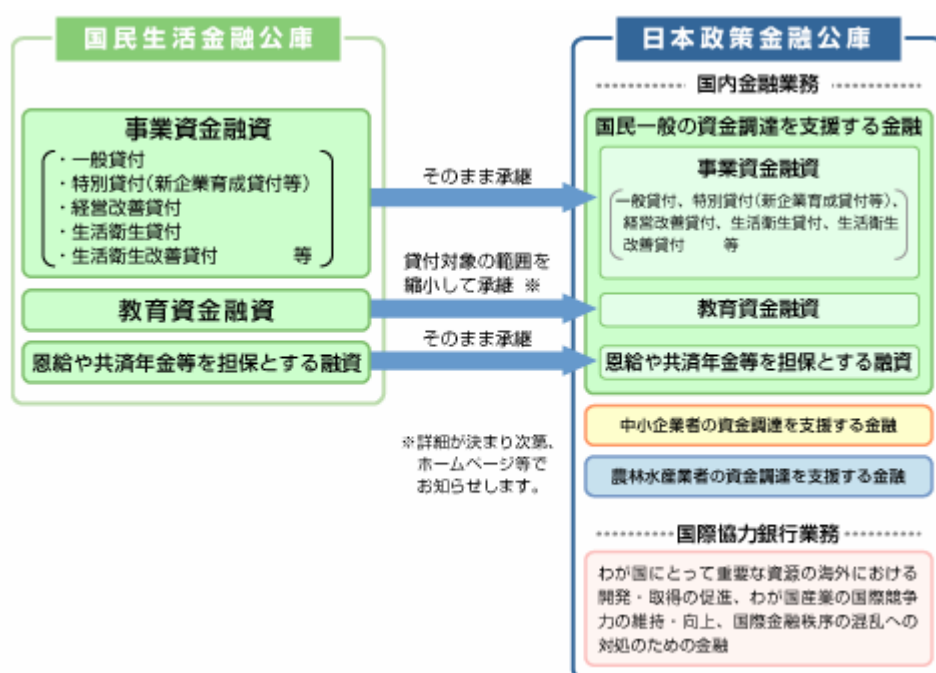 国民生活金融公庫
事業資金融資
・一般貸付
・特別貸付(新企業育成貸付等)
・経営改善貸付
・生活衛生貸付
・生活衛生改善貸付　　　等
教育資金融資
恩給や共済年金等を担保とする融資
そのまま承継
貸付対象の範囲を
縮小して承継 ※
そのまま承継
※詳細が決まり次第、
ホームページ等で
お知らせします。
日本政策金融公庫
国内金融業務
国民一般の資金調達を支援する金融
事業資金融資
一般貸付、特別貸付(新企業育成貸付等)、
経営改善貸付、生活衛生貸付、生活衛生
改善貸付　　等
教育資金融資
恩給や共済年金等を担保とする融資
中小企業者の資金調達を支援する金融
農林水産業者の資金調達を支援する金融
国際協力銀行業務
わが国にとって重要な資源の海外における
開発・取得の促進、わが国産業の国際競争
力の維持・向上、国際金融秩序の混乱への
対処のための金融